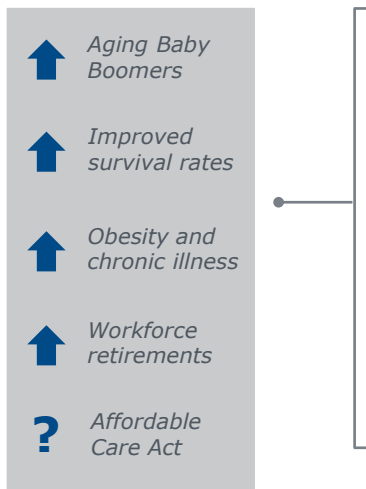 Aging Baby
Boomers
Improved
survival rates
Obesity and
chronic illness
Workforce
retirements
? Affordable
Care Act